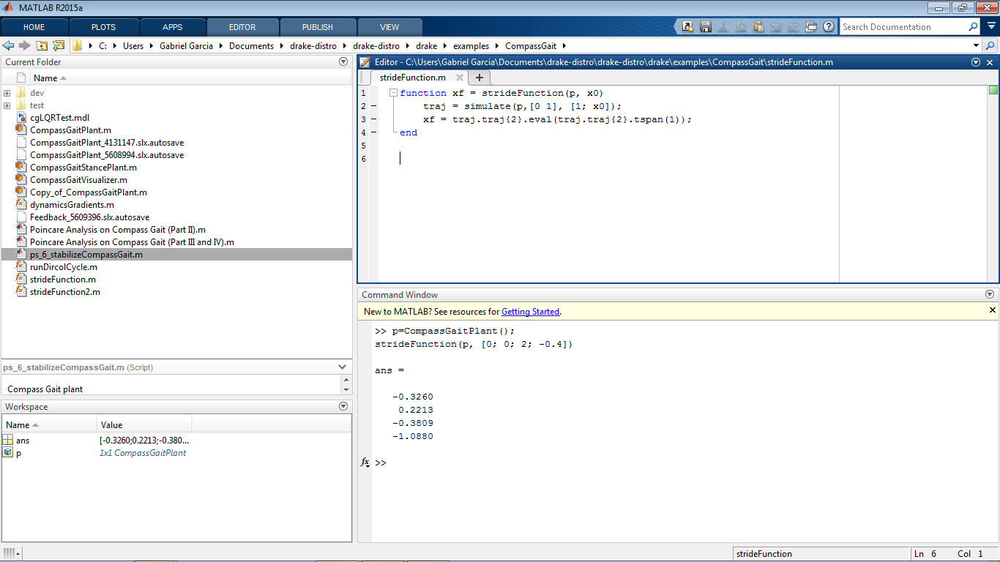 MATLAB R2015a
HOME PLOTS APPS EDITOR PUBLISH VIEW
Search Documentation
C: Users Gabriel Garcia Documents drake-distro drake-distro drake examples CompassGait
Current Folder
Name
dev
test
cgLQRTest.mdl
CompassGaitPlant.m
CompassGaitPlant_4131147.slx.autosave
CompassGaitPlant_5608994.slx.autosave
CompassGaitStancePlant.m
CompassGaitVisualizer.m
Copy_of_CompassGaitPlant.m
dynamicsGradients.m
Feedback_5609396.slx.autosave
Poincare Analysis on Compass Gait (Part II).m
Poincare Analysis on Compass Gait (Part III and IV).m
ps_6_stabilizeCompassGait.m
runDircolCycle.m
strideFunction.m
strideFunction2.m
ps_6_stabilizeCompassGait.m (Script)
Compass Gait plant
Workspace
Name Value
ans [-0.3260;0.2213;-0.380...
p 1x1 CompassGaitPlant
Editor - C:\Users\Gabriel Garcia\Documents\drake-distro\drake-distro\drake\examples\CompassGait\strideFunction.m
strideFunction.m
1 function xf = strideFunction(p, x0)
2 traj = simulate(p,[0 1], [1; x0]);
3 xf = traj.traj{2}.eval(traj.traj{2}.tspan(1));
4 end
5
6
Command Window
New to MATLAB? See resources for Getting Started.
>> p=CompassGaitPlant();
strideFunction(p, [0; 0; 2; -0.4])
ans =
-0.3260
0.2213
-0.3809
-1.0880
fx >>
strideFunction Ln 6 Col 1